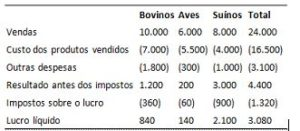 Bovinos Aves Suínos Total
Vendas 10.000 6.000 8.000 24.000
Custo dos produtos vendidos (7.000) (5.500) (4.000) (16.500)
Outras despesas (1.800) (300) (1.000) (3.100)
Resultado antes dos impostos 1.200 200 3.000 4.400
Impostos sobre o lucro (360) (60) (900) (1.320)
Lucro líquido 840 140 2.100 3.080